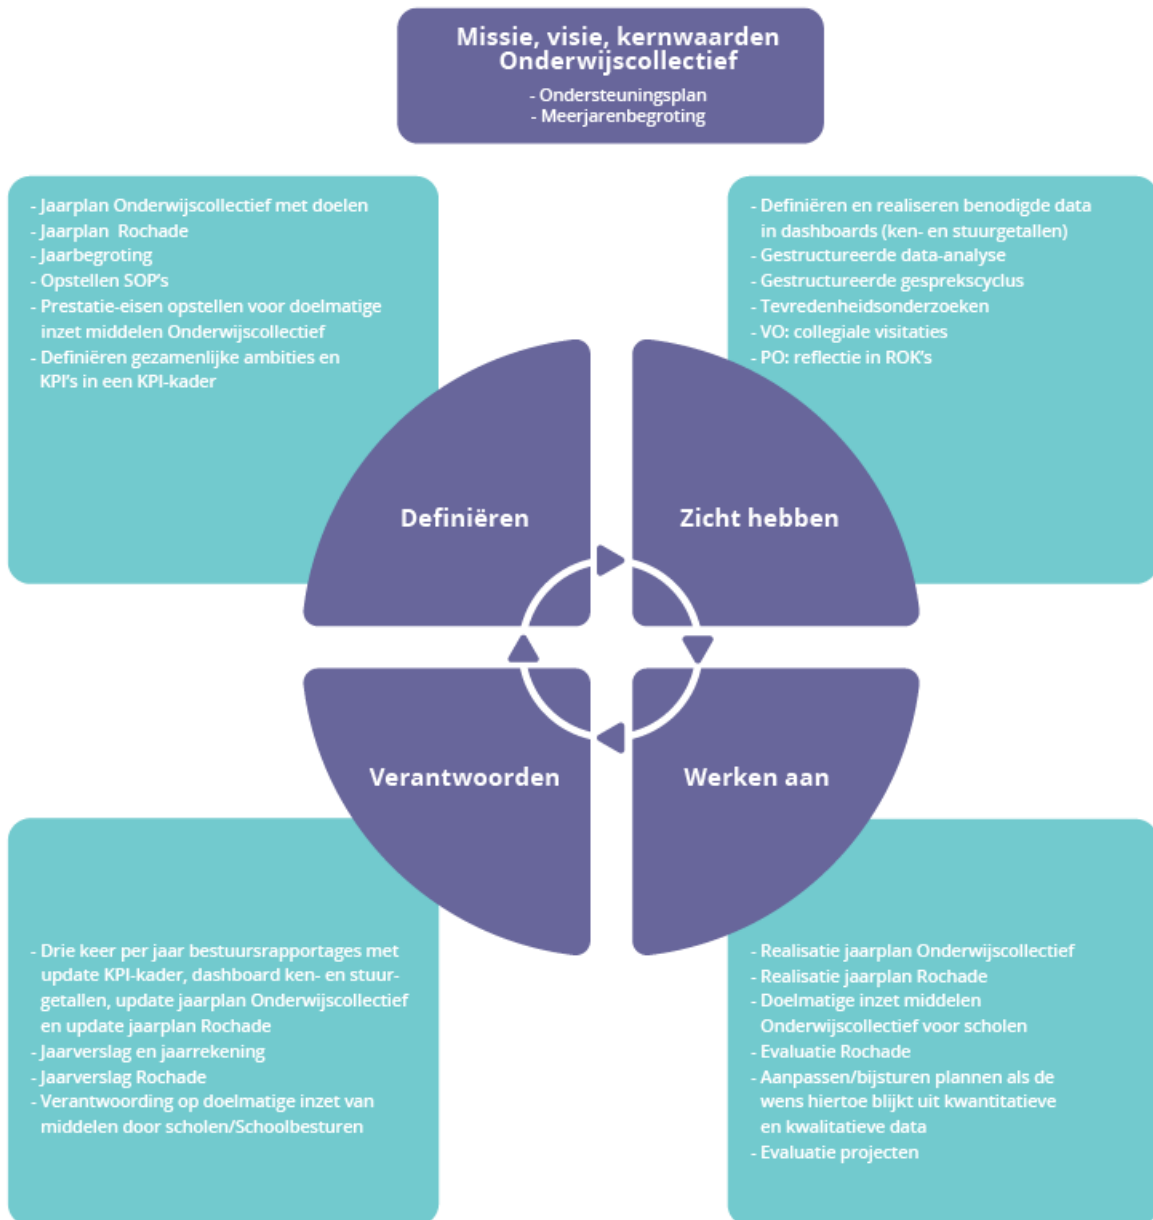 Missie, visie, kernwaarden
Onderwijscollectief
- Ondersteuningsplan
- Meerjarenbegroting
- Jaarplan Onderwijscollectief met doelen
- Jaarplan Rochade
- Jaarbegroting
- Opstellen SOP's
- Prestatie-eisen opstellen voor doelmatige
inzet middelen Onderwijscollectief
- Definiëren gezamenlijke ambities en
KPI's in een KPI-kader
- Definiëren en realiseren benodigde data
in dashboards (ken- en stuurgetallen)
- Gestructureerde data-analyse
- Gestructureerde gesprekscyclus
- Tevredenheidsonderzoeken
- VO: collegiale visitaties
- PO: reflectie in ROK's
Definiëren
Zicht hebben
Verantwoorden
Werken aan
- Drie keer per jaar bestuursrapportages met
update KPI-kader, dashboard ken- en stuur-
getallen, update jaarplan Onderwijscollectief
en update jaarplan Rochade
- Jaarverslag en jaarrekening
- Jaarverslag Rochade
- Verantwoording op doelmatige inzet van
middelen door scholen/Schoolbesturen
- Realisatie jaarplan Onderwijscollectief
- Realisatie jaarplan Rochade
- Doelmatige inzet middelen
Onderwijscollectief voor scholen
- Evaluatie Rochade
- Aanpassen/bijsturen plannen als de
wens hiertoe blijkt uit kwantitatieve
en kwalitatieve data
- Evaluatie projecten